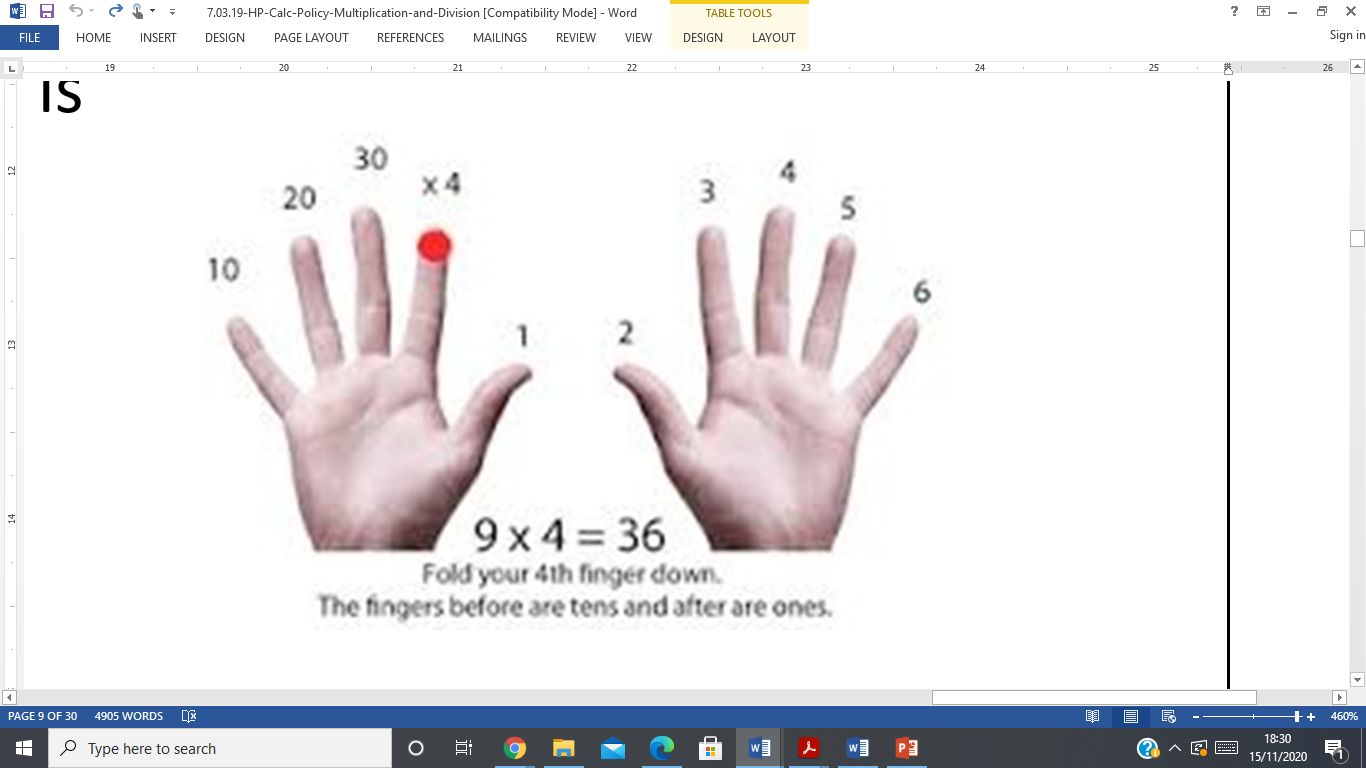 7.03.19-HP-Calc-Policy-Multiplication-and-Division [Compatibility Mode] - Word
TABLE TOOLS
?
FILE HOME INSERT DESIGN PAGE LAYOUT REFERENCES MAILINGS REVIEW VIEW DESIGN LAYOUT
Sign in
L 19 20 21 22 23 24 25 26
is
12
13
14
30
x 4
20
10
1
2
3
4
5
6
9 x 4 = 36
Fold your 4th finger down.
The fingers before are tens and after are ones.
PAGE 9 OF 30 4905 WORDS
460%
Type here to search
18:30
15/11/2020
1